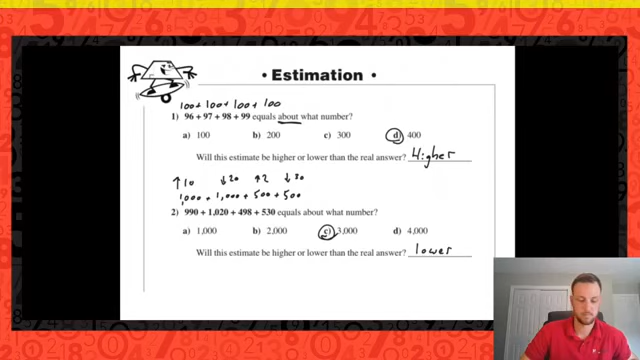 • Estimation •
100 + 100 + 100 + 100
1) 96 + 97 + 98 + 99 equals about what number?
a) 100 b) 200 c) 300 d) 400
Will this estimate be higher or lower than the real answer? Higher
↑10 ↓20 ↑2 ↓30
1,000 + 1,000 + 500 + 500
2) 990 + 1,020 + 498 + 530 equals about what number?
a) 1,000 b) 2,000 c) 3,000 d) 4,000
Will this estimate be higher or lower than the real answer? lower